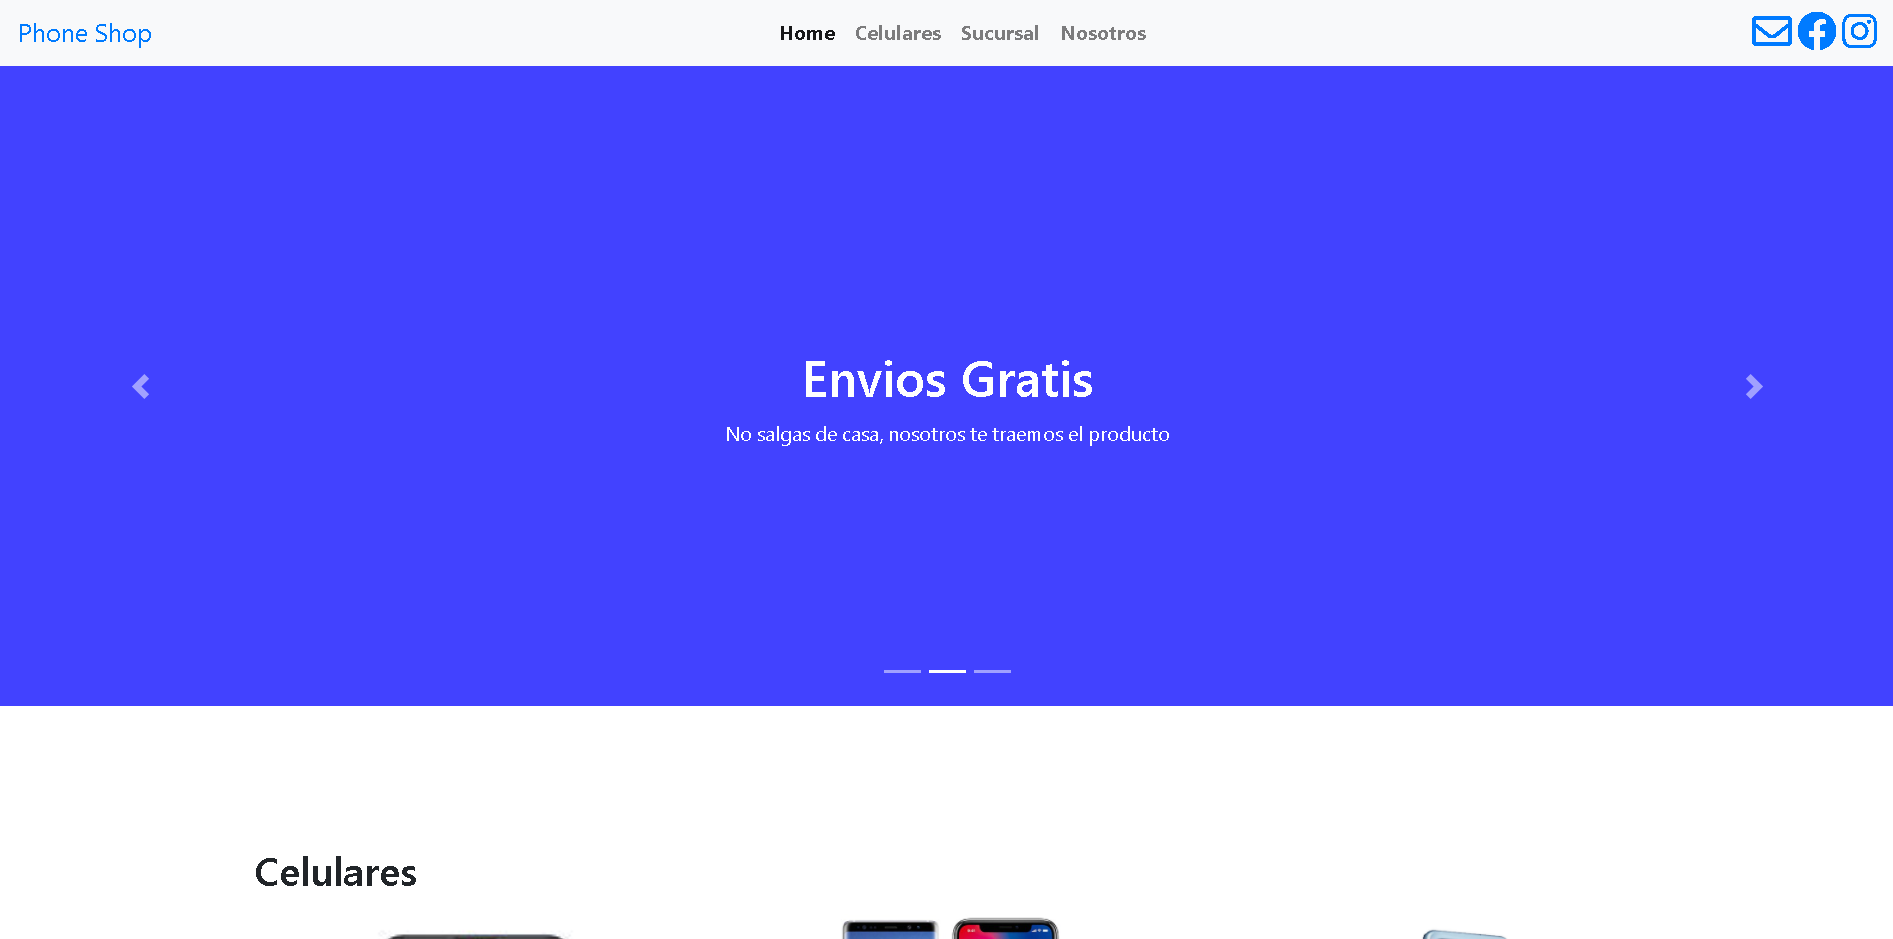 Phone Shop
Home Celulares Sucursal Nosotros
Envios Gratis
No salgas de casa, nosotros te traemos el producto
Celulares